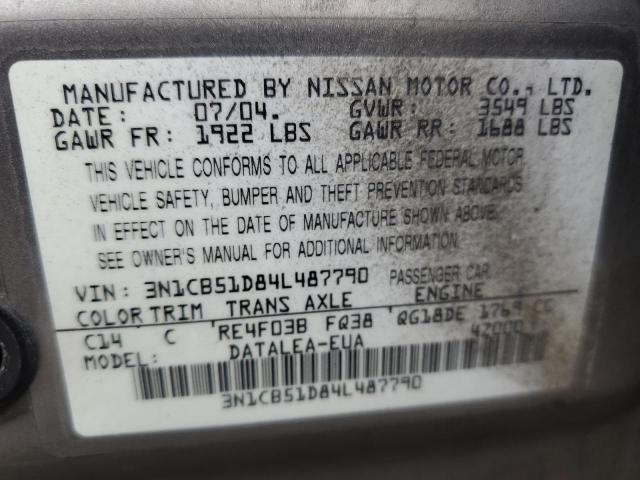 MANUFACTURED BY NISSAN MOTOR CO., LTD.
DATE: 07/04. GVWR: 3549 LBS
GAWR FR: 1922 LBS GAWR RR: 1688 LBS
THIS VEHICLE CONFORMS TO ALL APPLICABLE FEDERAL MOTOR
VEHICLE SAFETY, BUMPER AND THEFT PREVENTION STANDARDS
IN EFFECT ON THE DATE OF MANUFACTURE SHOWN ABOVE.
SEE OWNER'S MANUAL FOR ADDITIONAL INFORMATION.
VIN: 3N1CB51D84L487790 PASSENGER CAR
COLOR TRIM TRANS AXLE ENGINE
C14 C RE4F03B FQ38 QG18DE 1769 CC
MODEL: DATALEA-EUA 47000
3N1CB51D84L487790